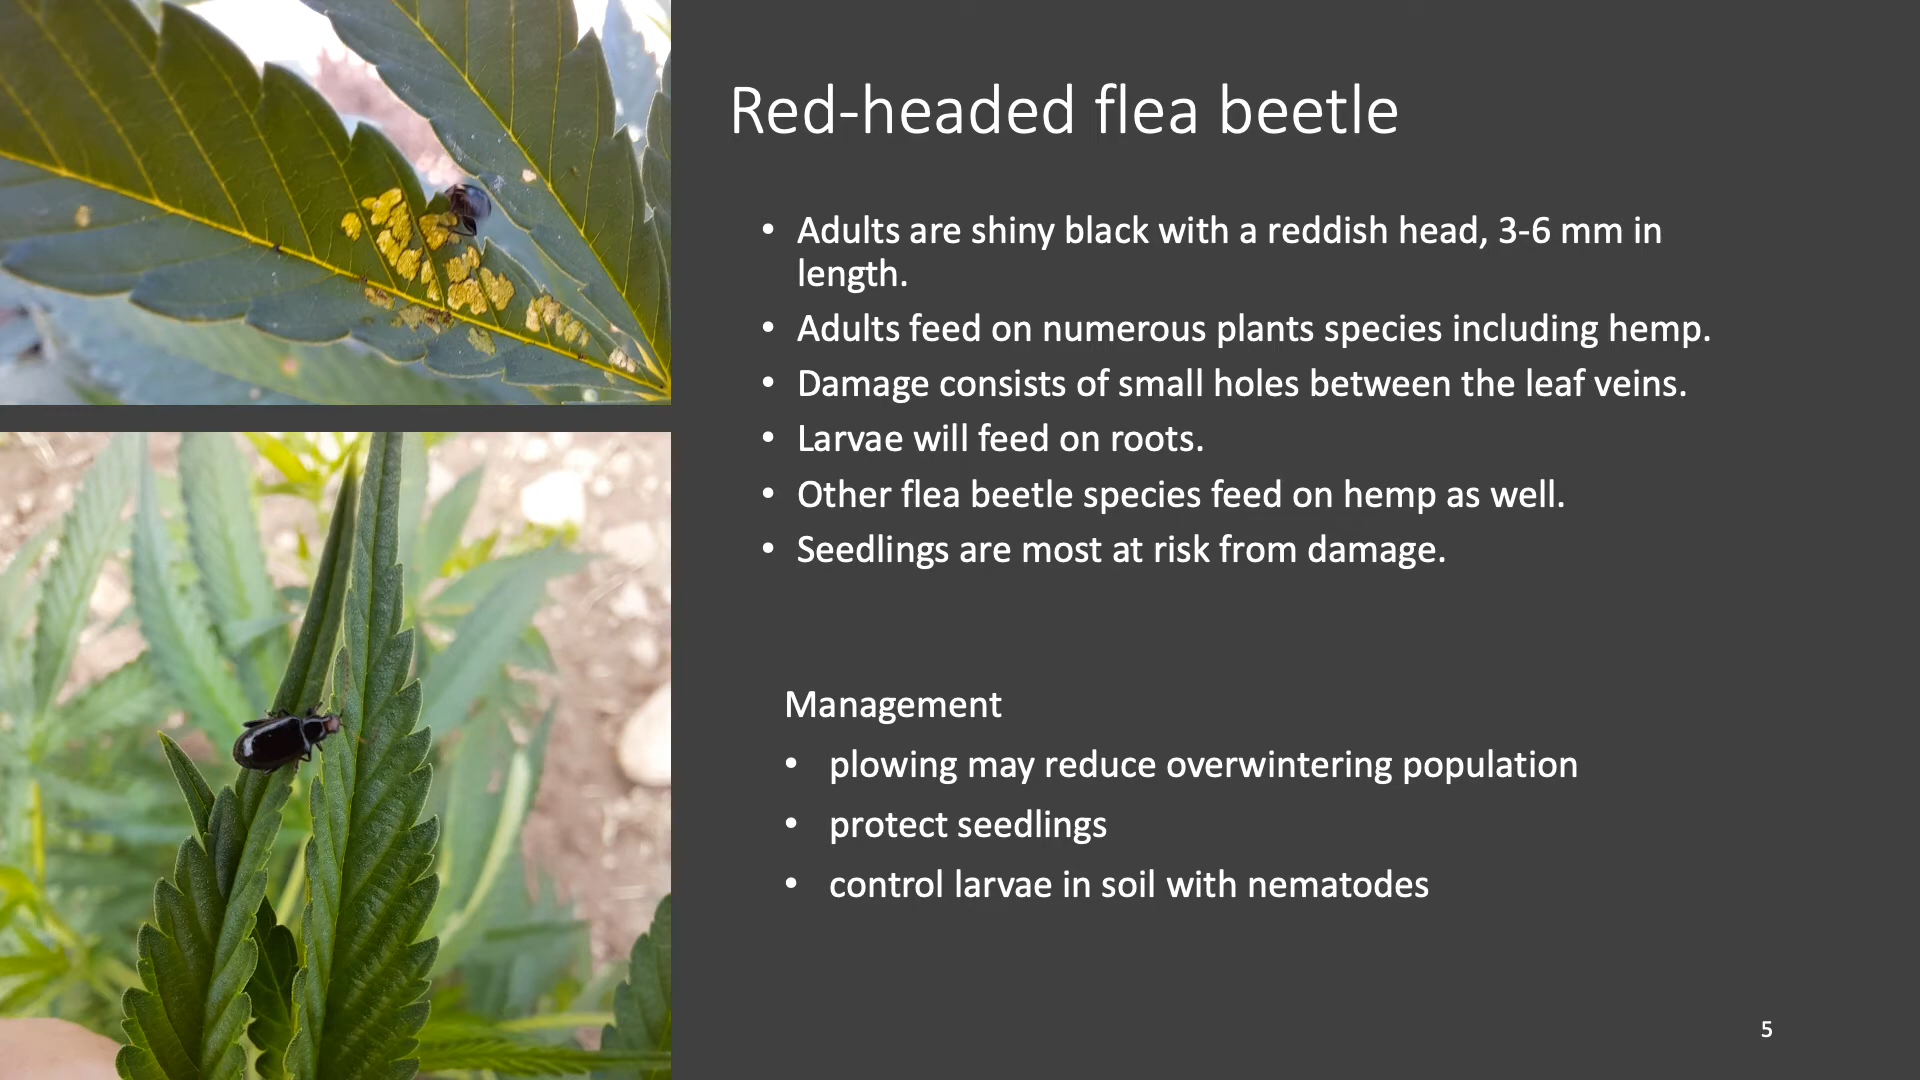 Red-headed flea beetle
• Adults are shiny black with a reddish head, 3-6 mm in
length.
• Adults feed on numerous plants species including hemp.
• Damage consists of small holes between the leaf veins.
• Larvae will feed on roots.
• Other flea beetle species feed on hemp as well.
• Seedlings are most at risk from damage.
Management
• plowing may reduce overwintering population
• protect seedlings
• control larvae in soil with nematodes
5